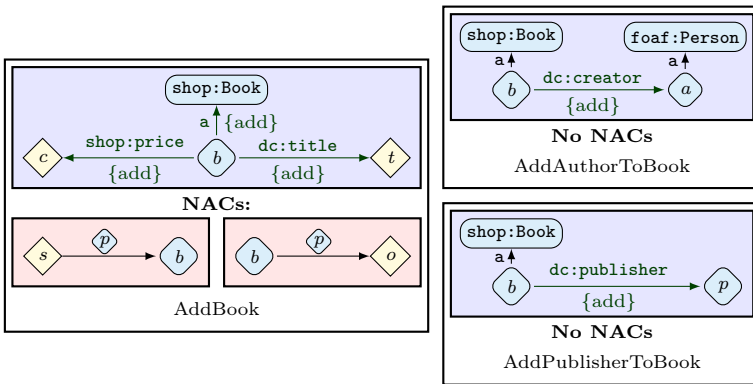 shop:Book
a {add}
shop:price
dc:title
c
b
t
{add}
{add}
NACs:
s
p
b
b
p
o
AddBook
shop:Book
foaf:Person
a
a
dc:creator
b
a
{add}
No NACs
AddAuthorToBook
shop:Book
a
dc:publisher
b
p
{add}
No NACs
AddPublisherToBook